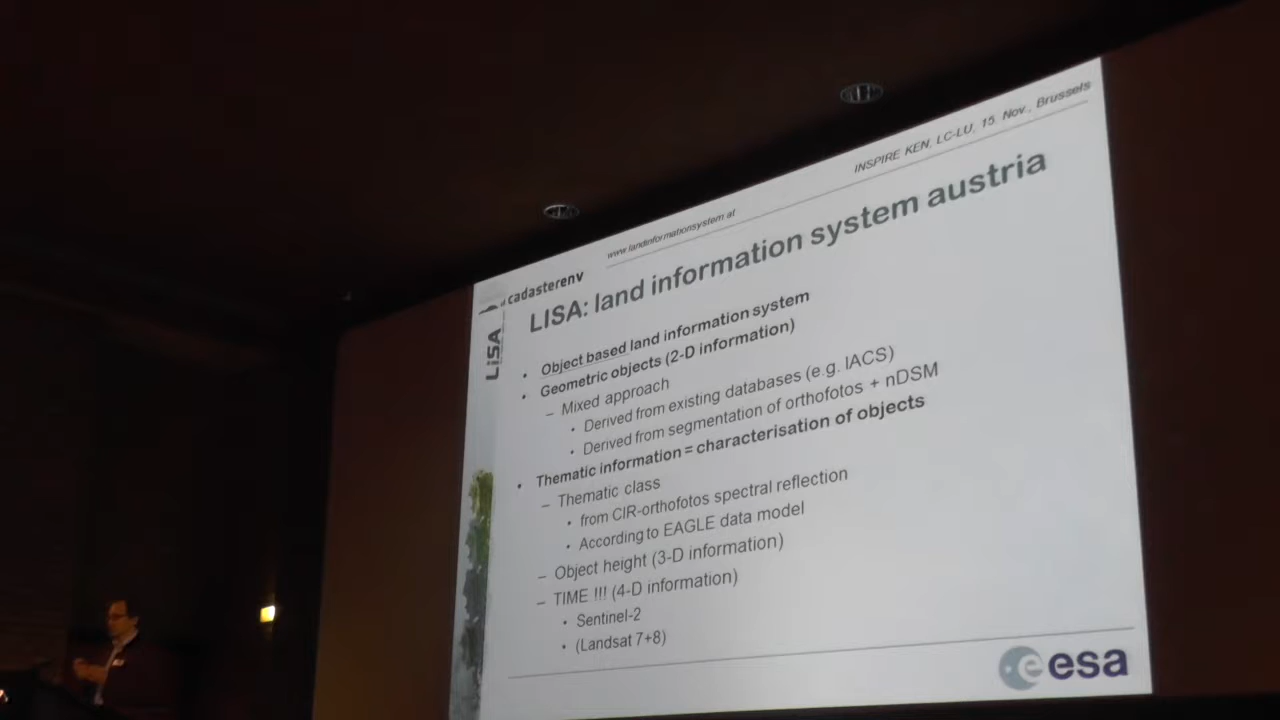 INSPIRE KEN, LC-LU, 15. Nov., Brussels
www.landinformationsystem.at
cadasterenv
LiSA
LISA: land information system austria
• Object based land information system
• Geometric objects (2-D information)
– Mixed approach
• Derived from existing databases (e.g. IACS)
• Derived from segmentation of orthofotos + nDSM
• Thematic information = characterisation of objects
– Thematic class
• from CIR-orthofotos spectral reflection
• According to EAGLE data model
– Object height (3-D information)
– TIME !!! (4-D information)
• Sentinel-2
• (Landsat 7+8)
esa